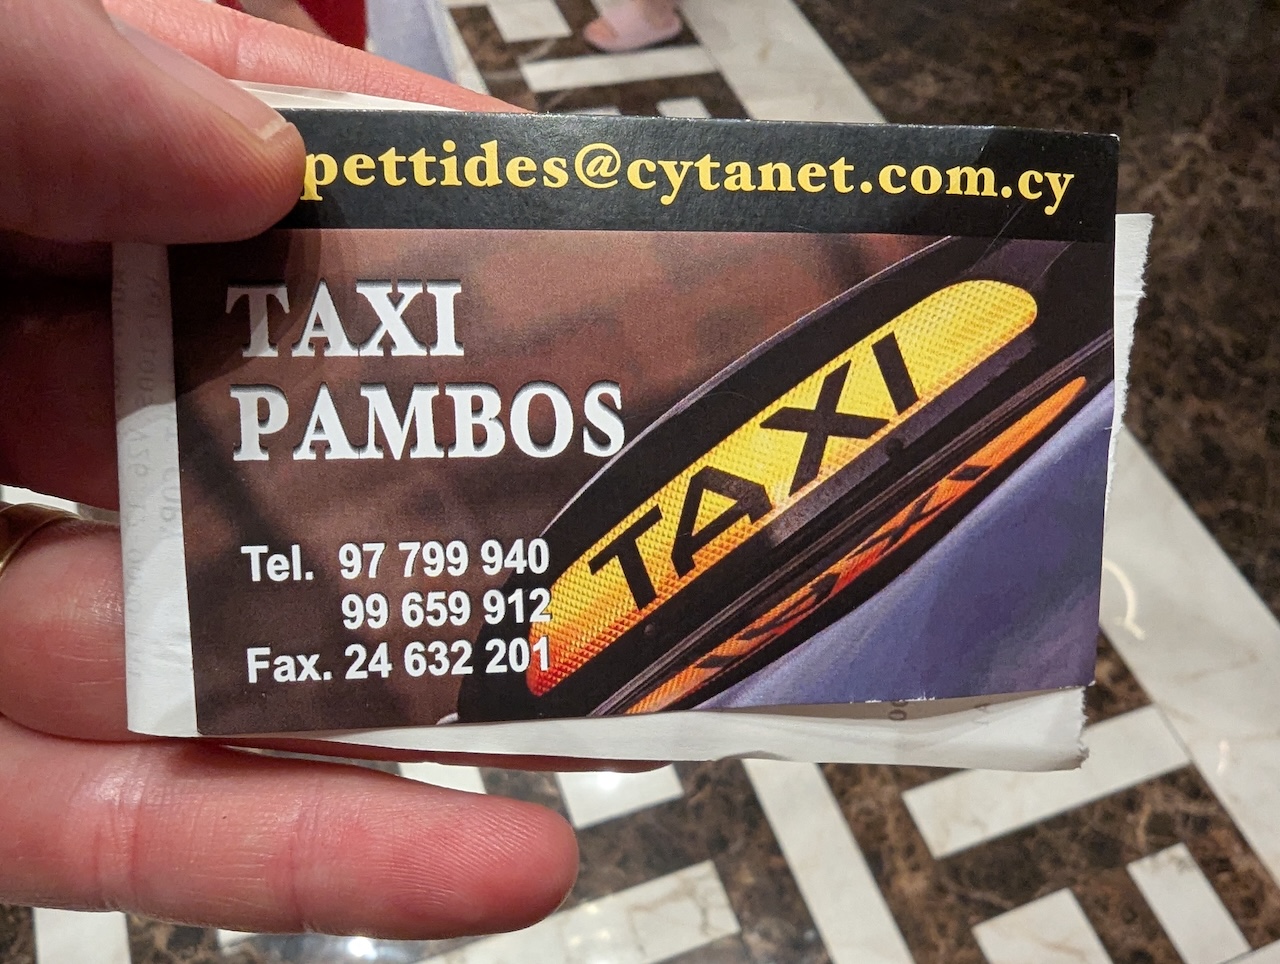 pettides@cytanet.com.cy
TAXI
PAMBOS
TAXI
Tel. 97 799 940
99 659 912
Fax. 24 632 201